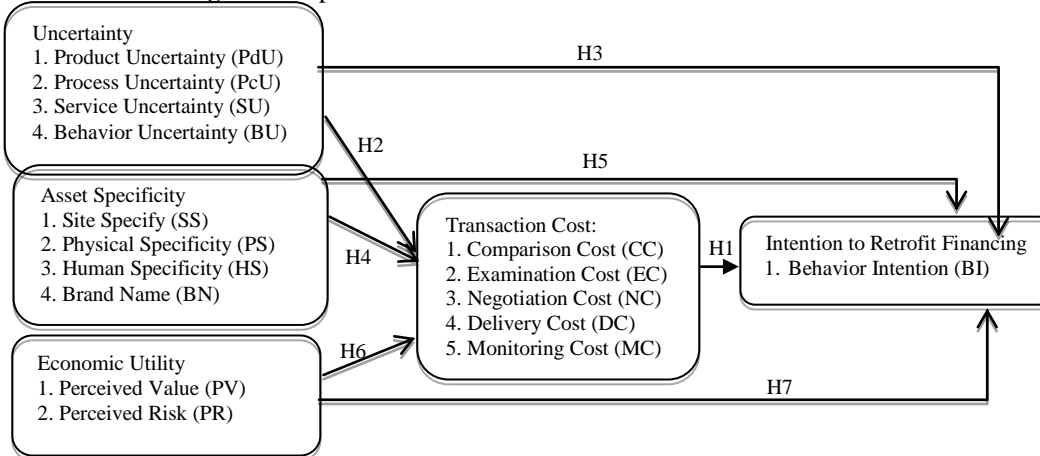 Uncertainty
1. Product Uncertainty (PdU)
2. Process Uncertainty (PcU)
3. Service Uncertainty (SU)
4. Behavior Uncertainty (BU)
H3
H2
H5
Asset Specificity
1. Site Specify (SS)
2. Physical Specificity (PS)
3. Human Specificity (HS)
4. Brand Name (BN)
H4
Transaction Cost:
1. Comparison Cost (CC)
2. Examination Cost (EC)
3. Negotiation Cost (NC)
4. Delivery Cost (DC)
5. Monitoring Cost (MC)
H1
Intention to Retrofit Financing
1. Behavior Intention (BI)
Economic Utility
1. Perceived Value (PV)
2. Perceived Risk (PR)
H6
H7